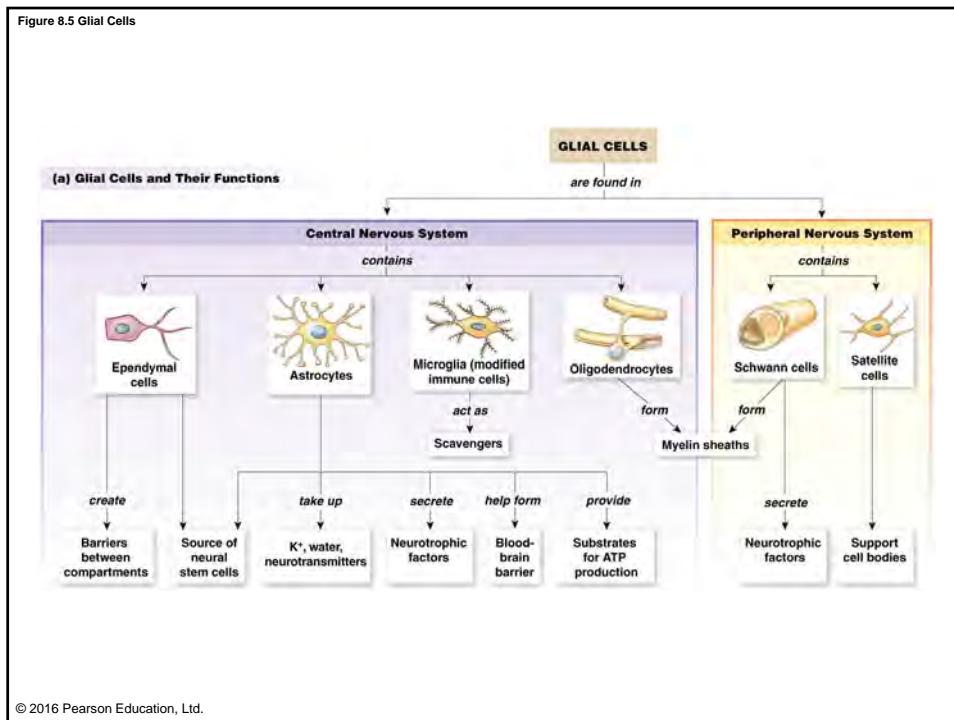 Figure 8.5 Glial Cells
GLIAL CELLS
(a) Glial Cells and Their Functions
are found in
Central Nervous System
Peripheral Nervous System
contains
contains
Ependymal
cells
Astrocytes
Microglia (modified
immune cells)
Oligodendrocytes
Schwann cells
Satellite
cells
act as
form
form
Scavengers
Myelin sheaths
create
take up
secrete
help form
provide
secrete
Barriers
between
compartments
Source of
neural
stem cells
K⁺, water,
neurotransmitters
Neurotrophic
factors
Blood-
brain
barrier
Substrates
for ATP
production
Neurotrophic
factors
Support
cell bodies
© 2016 Pearson Education, Ltd.